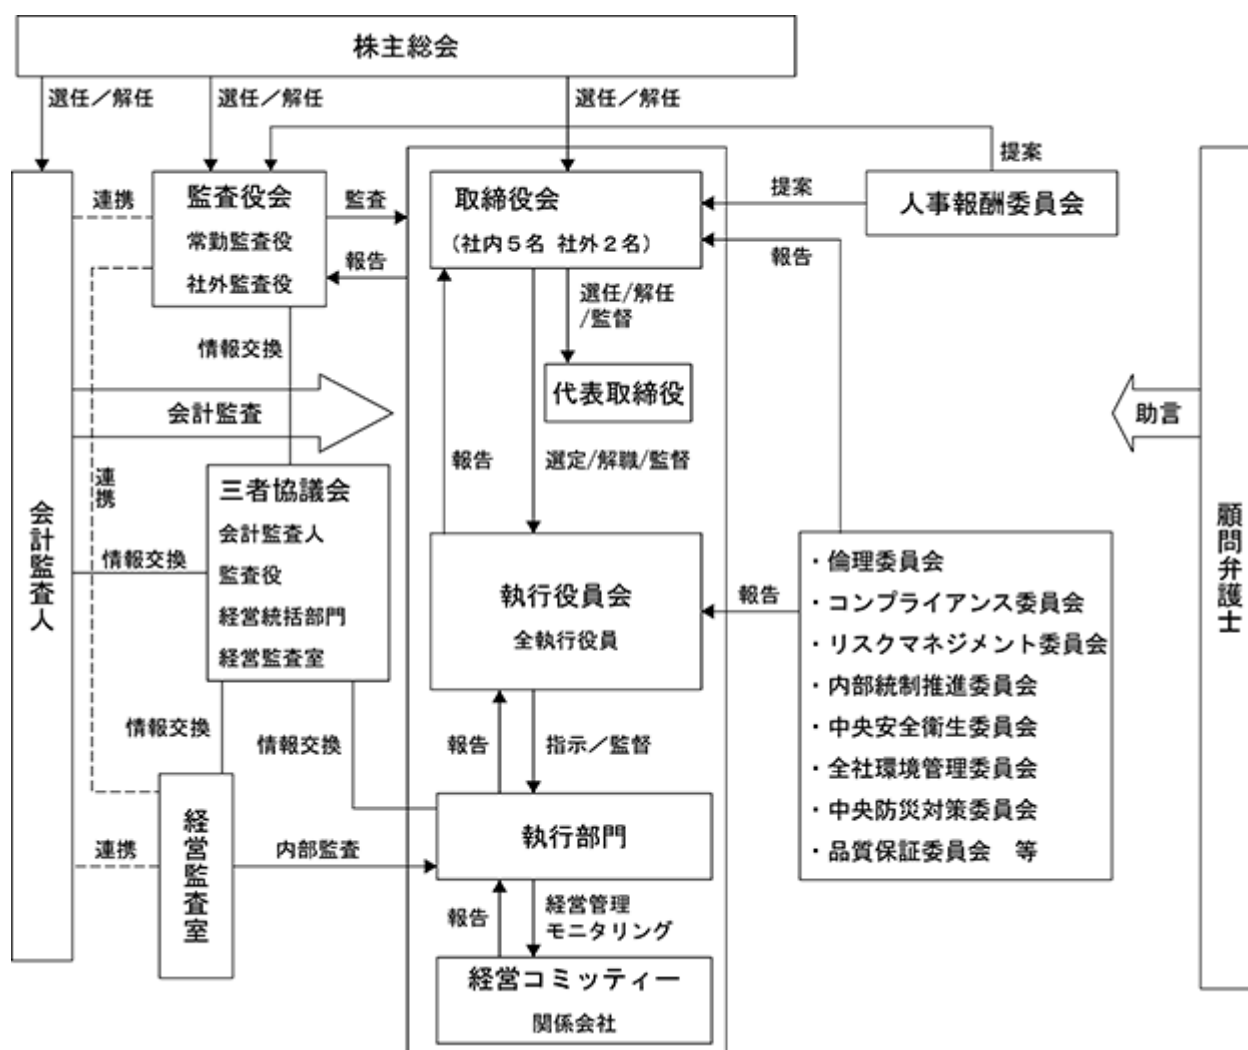 株主総会
選任／解任
選任／解任
選任／解任
提案
連携
監査役会
常勤監査役
社外監査役
監査
報告
取締役会
（社内５名 社外２名）
提案
人事報酬委員会
報告
選任/解任
/監督
情報交換
代表取締役
会計監査
助言
報告
選定/解職/監督
連携
三者協議会
会計監査人
監査役
経営統括部門
経営監査室
会計監査人
情報交換
執行役員会
全執行役員
報告
・倫理委員会
・コンプライアンス委員会
・リスクマネジメント委員会
・内部統制推進委員会
・中央安全衛生委員会
・全社環境管理委員会
・中央防災対策委員会
・品質保証委員会　等
顧問弁護士
情報交換
情報交換
報告
指示／監督
経営監査室
連携
内部監査
執行部門
報告
経営管理
モニタリング
経営コミッティー
関係会社